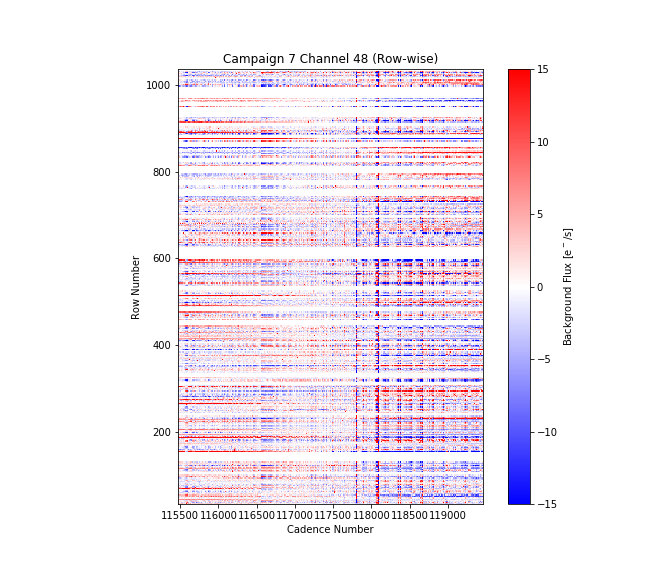 Campaign 7 Channel 48 (Row-wise)
1000
800
600
400
200
Row Number
115500 116000 116500 117000 117500 118000 118500 119000
Cadence Number
15
10
5
0
−5
−10
−15
Background Flux [e⁻/s]